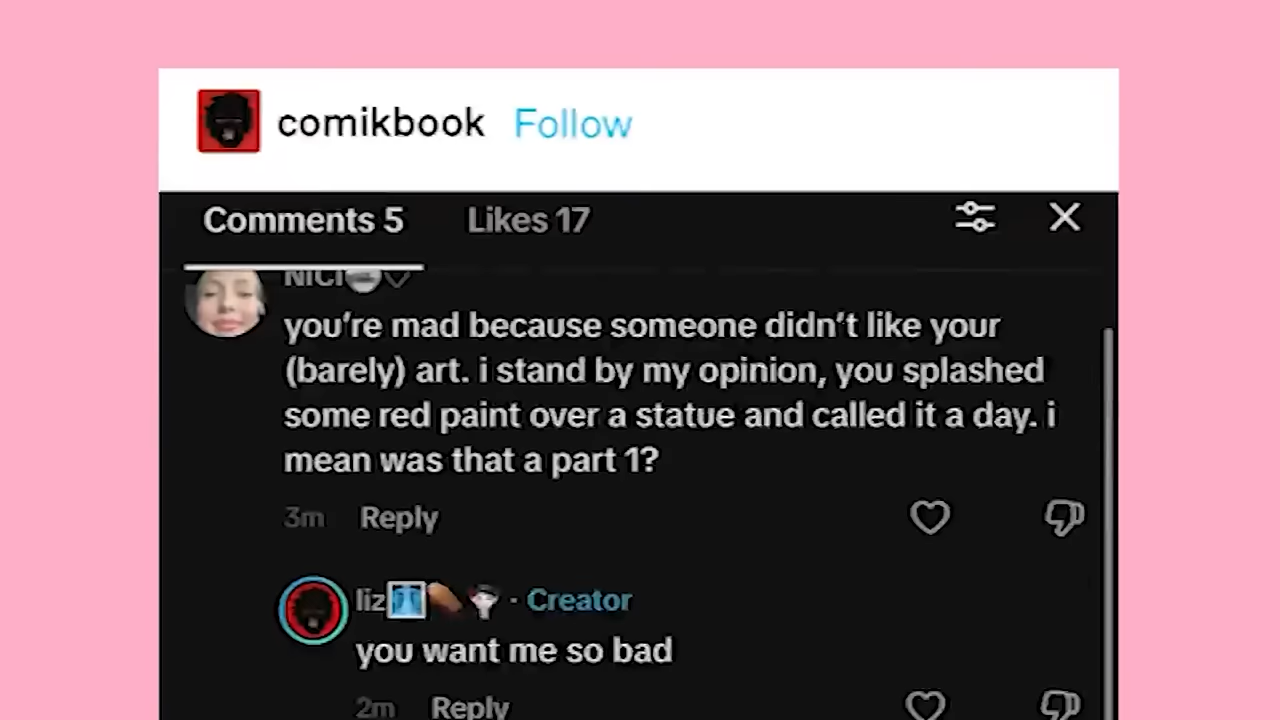 comikbook Follow
Comments 5 Likes 17
NICI
you're mad because someone didn't like your
(barely) art. i stand by my opinion, you splashed
some red paint over a statue and called it a day. i
mean was that a part 1?
3m Reply
liz · Creator
you want me so bad
2m Reply